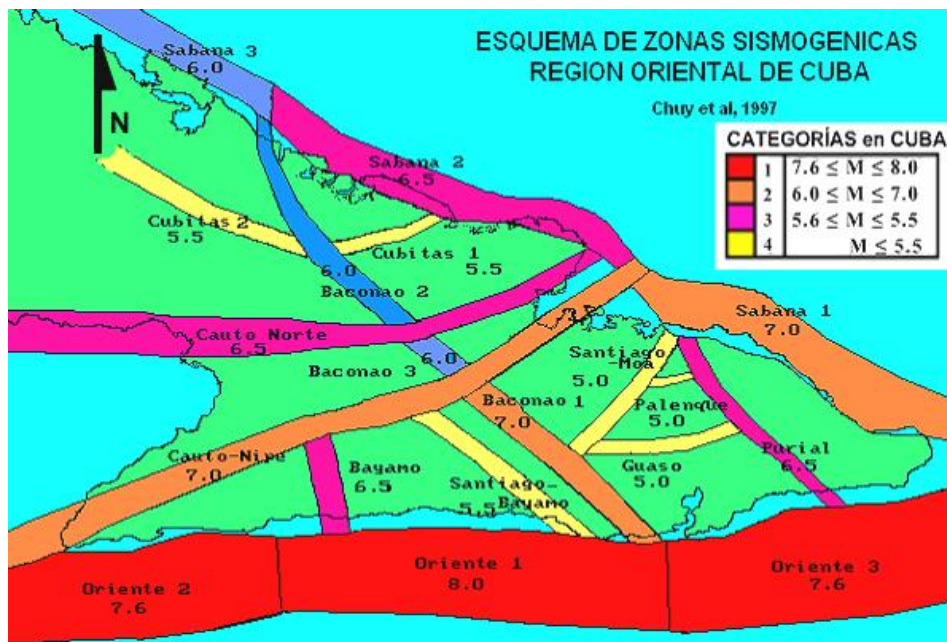 ESQUEMA DE ZONAS SISMOGENICAS
REGION ORIENTAL DE CUBA
Chuy et al, 1997
CATEGORÍAS en CUBA
1 7.6 ≤ M ≤ 8.0
2 6.0 ≤ M ≤ 7.0
3 5.6 ≤ M ≤ 5.5
4 M ≤ 5.5
N
Sabana 3
6.0
Sabana 2
6.5
Cubitas 2
5.5
Cubitas 1
5.5
6.0
Baconao 2
Cauto Norte
6.5
Sabana 1
7.0
6.0
Baconao 3
Santiago
-Moa
5.0
Baconao 1
7.0
Palenque
5.0
Cauto-Nipe
7.0
Bayamo
6.5
Santiago-
Bayamo
5.5
Guaso
5.0
Purial
6.5
Oriente 2
7.6
Oriente 1
8.0
Oriente 3
7.6